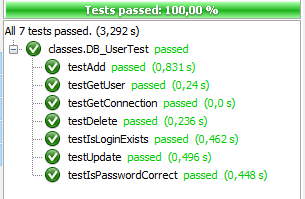 Tests passed: 100,00 %
All 7 tests passed. (3,292 s)
classes.DB_UserTest passed
testAdd passed (0,831 s)
testGetUser passed (0,24 s)
testGetConnection passed (0,0 s)
testDelete passed (0,236 s)
testIsLoginExists passed (0,462 s)
testUpdate passed (0,496 s)
testIsPasswordCorrect passed (0,448 s)